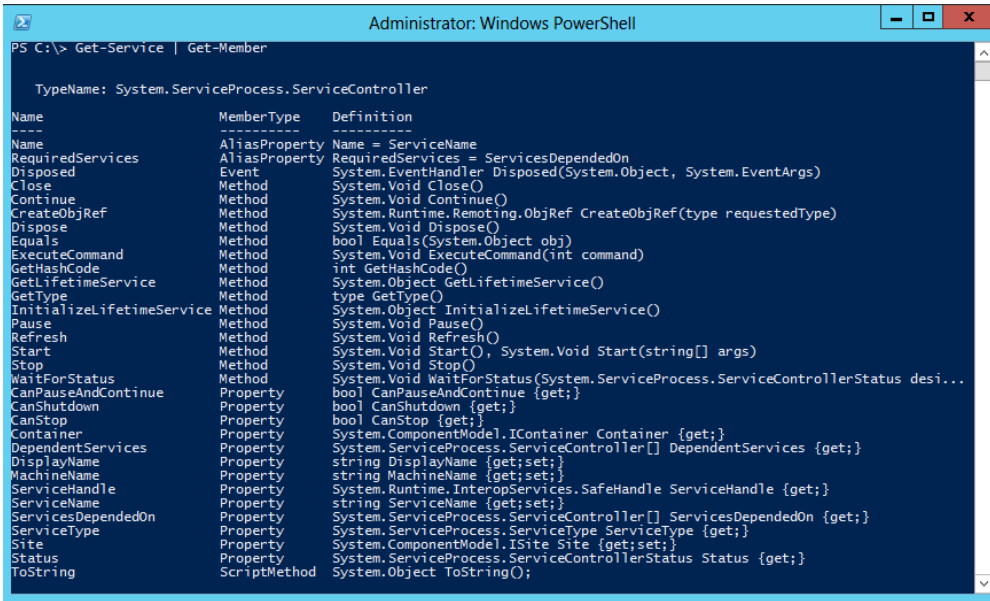 Administrator: Windows PowerShell
PS C:\> Get-Service | Get-Member
TypeName: System.ServiceProcess.ServiceController
Name MemberType Definition
---- ---------- ----------
Name AliasProperty Name = ServiceName
RequiredServices AliasProperty RequiredServices = ServicesDependedOn
Disposed Event System.EventHandler Disposed(System.Object, System.EventArgs)
Close Method System.Void Close()
Continue Method System.Void Continue()
CreateObjRef Method System.Runtime.Remoting.ObjRef CreateObjRef(type requestedType)
Dispose Method System.Void Dispose()
Equals Method bool Equals(System.Object obj)
ExecuteCommand Method System.Void ExecuteCommand(int command)
GetHashCode Method int GetHashCode()
GetLifetimeService Method System.Object GetLifetimeService()
GetType Method type GetType()
InitializeLifetimeService Method System.Object InitializeLifetimeService()
Pause Method System.Void Pause()
Refresh Method System.Void Refresh()
Start Method System.Void Start(), System.Void Start(string[] args)
Stop Method System.Void Stop()
WaitForStatus Method System.Void WaitForStatus(System.ServiceProcess.ServiceControllerStatus desi...
CanPauseAndContinue Property bool CanPauseAndContinue {get;}
CanShutdown Property bool CanShutdown {get;}
CanStop Property bool CanStop {get;}
Container Property System.ComponentModel.IContainer Container {get;}
DependentServices Property System.ServiceProcess.ServiceController[] DependentServices {get;}
DisplayName Property string DisplayName {get;set;}
MachineName Property string MachineName {get;set;}
ServiceHandle Property System.Runtime.InteropServices.SafeHandle ServiceHandle {get;}
ServiceName Property string ServiceName {get;set;}
ServicesDependedOn Property System.ServiceProcess.ServiceController[] ServicesDependedOn {get;}
ServiceType Property System.ServiceProcess.ServiceType ServiceType {get;}
Site Property System.ComponentModel.ISite Site {get;set;}
Status Property System.ServiceProcess.ServiceControllerStatus Status {get;}
ToString ScriptMethod System.Object ToString();